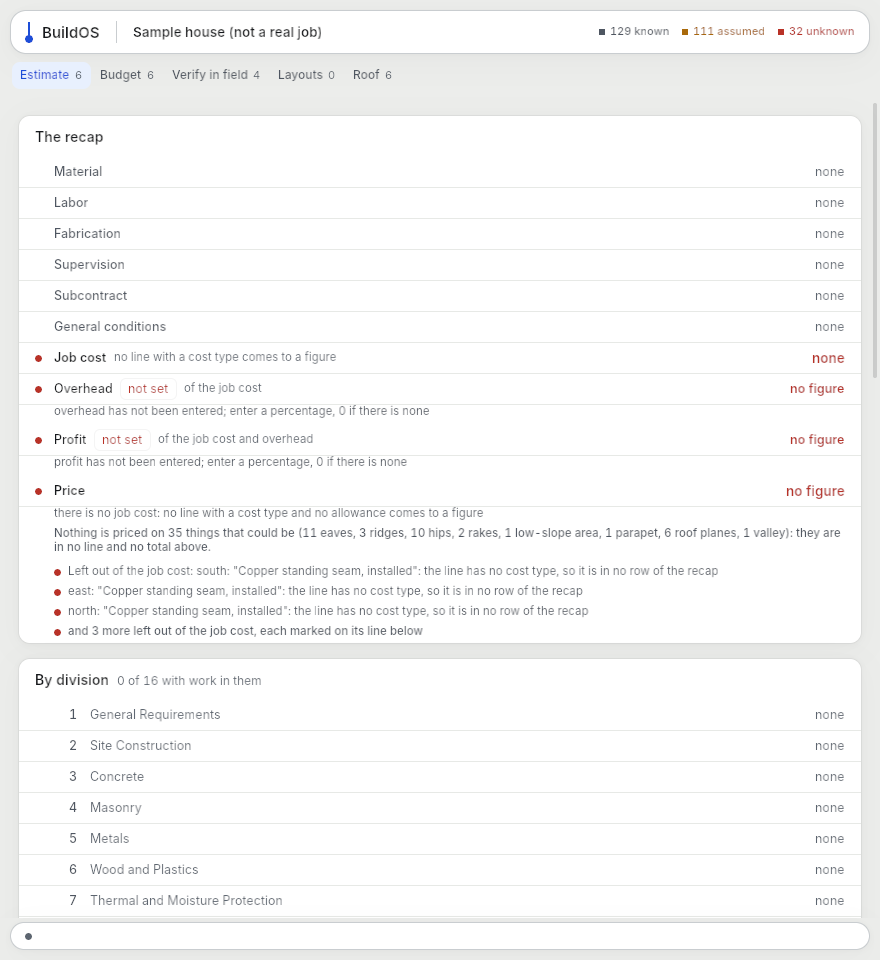 BuildOS
Sample house (not a real job)
129 known
111 assumed
32 unknown
Estimate 6
Budget 6
Verify in field 4
Layouts 0
Roof 6
The recap
Material none
Labor none
Fabrication none
Supervision none
Subcontract none
General conditions none
Job cost no line with a cost type comes to a figure none
Overhead not set of the job cost no figure
overhead has not been entered; enter a percentage, 0 if there is none
Profit not set of the job cost and overhead no figure
profit has not been entered; enter a percentage, 0 if there is none
Price no figure
there is no job cost: no line with a cost type and no allowance comes to a figure
Nothing is priced on 35 things that could be (11 eaves, 3 ridges, 10 hips, 2 rakes, 1 low-slope area, 1 parapet, 6 roof planes, 1 valley): they are
in no line and no total above.
Left out of the job cost: south: "Copper standing seam, installed": the line has no cost type, so it is in no row of the recap
east: "Copper standing seam, installed": the line has no cost type, so it is in no row of the recap
north: "Copper standing seam, installed": the line has no cost type, so it is in no row of the recap
and 3 more left out of the job cost, each marked on its line below
By division 0 of 16 with work in them
1 General Requirements none
2 Site Construction none
3 Concrete none
4 Masonry none
5 Metals none
6 Wood and Plastics none
7 Thermal and Moisture Protection none